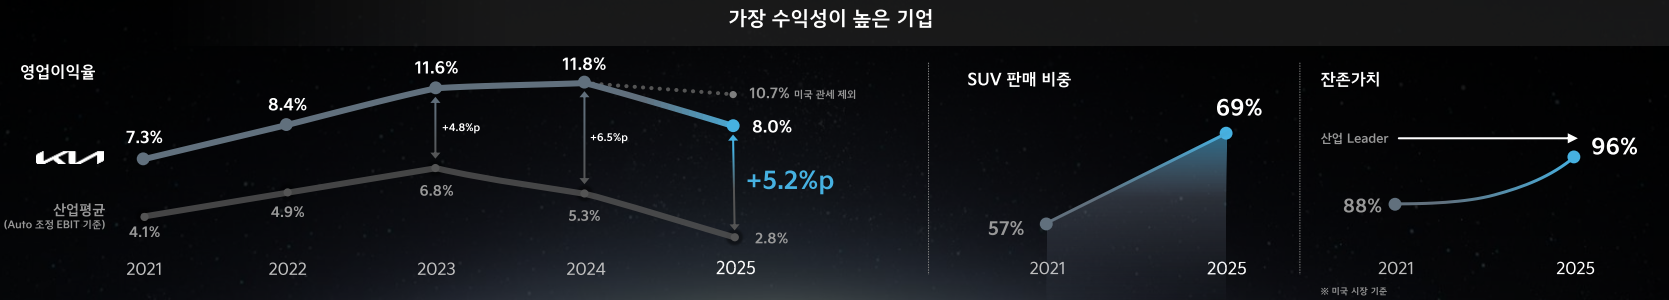 가장 수익성이 높은 기업
영업이익율
7.3%
8.4%
11.6%
11.8%
10.7% 미국 관세 제외
8.0%
+4.8%p
+6.5%p
+5.2%p
KIA
산업평균
(Auto 조정 EBIT 기준)
4.1%
4.9%
6.8%
5.3%
2.8%
2021
2022
2023
2024
2025
SUV 판매 비중
57%
69%
2021
2025
잔존가치
산업 Leader
88%
96%
2021
2025
※ 미국 시장 기준